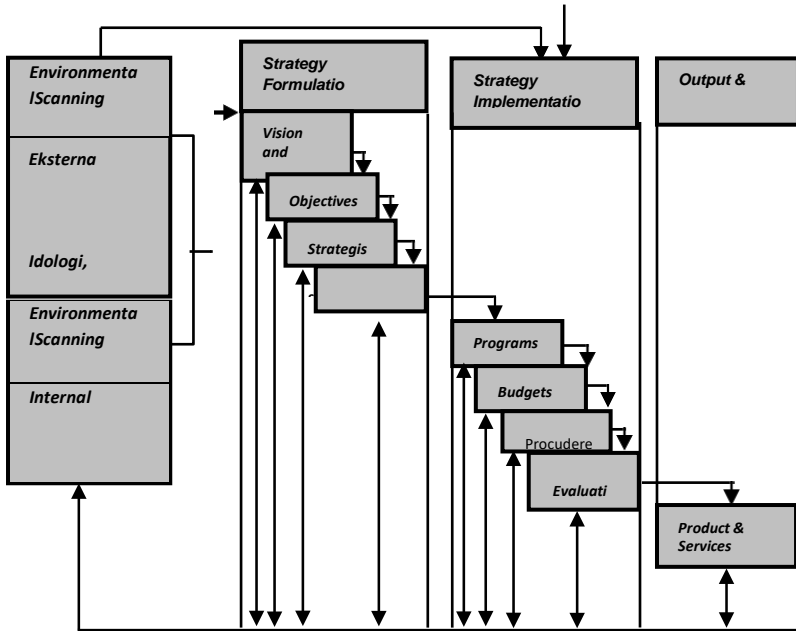 Environmenta
lScanning
Eksterna
Idologi,
Environmenta
lScanning
Internal
Strategy
Formulatio
Vision
and
Objectives
Strategis
Strategy
Implementatio
Programs
Budgets
Procudere
Evaluati
Output &
Product &
Services